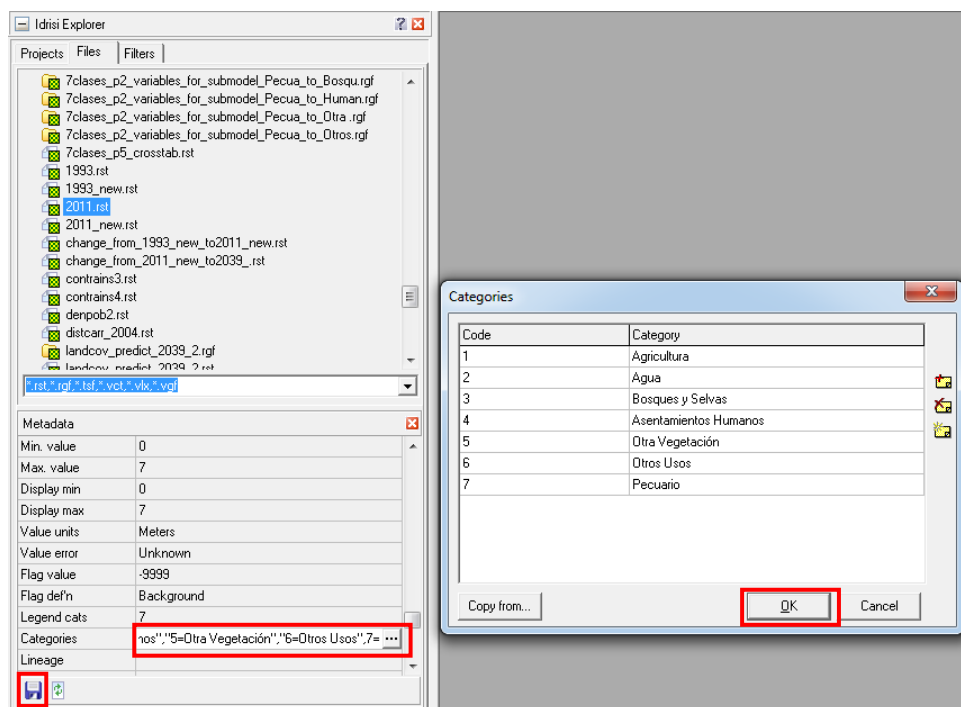 Idrisi Explorer
Projects Files Filters
7clases_p2_variables_for_submodel_Pecua_to_Bosqu.rgf
7clases_p2_variables_for_submodel_Pecua_to_Human.rgf
7clases_p2_variables_for_submodel_Pecua_to_Otra .rgf
7clases_p2_variables_for_submodel_Pecua_to_Otros.rgf
7clases_p5_crosstab.rst
1993.rst
1993_new.rst
2011.rst
2011_new.rst
change_from_1993_new_to2011_new.rst
change_from_2011_new_to2039_.rst
contrains3.rst
contrains4.rst
denpob2.rst
distcarr_2004.rst
landcov_predict_2039_2.rgf
landcov_predict_2039_2.rst
*.rst,*.rgf,*.tsf,*.vct,*.vlx,*.vgf
Metadata
Min. value 0
Max. value 7
Display min 0
Display max 7
Value units Meters
Value error Unknown
Flag value -9999
Flag def'n Background
Legend cats 7
Categories nos","5=Otra Vegetación","6=Otros Usos",7= ...
Lineage
Categories
Code Category
1 Agricultura
2 Agua
3 Bosques y Selvas
4 Asentamientos Humanos
5 Otra Vegetación
6 Otros Usos
7 Pecuario
Copy from... OK Cancel